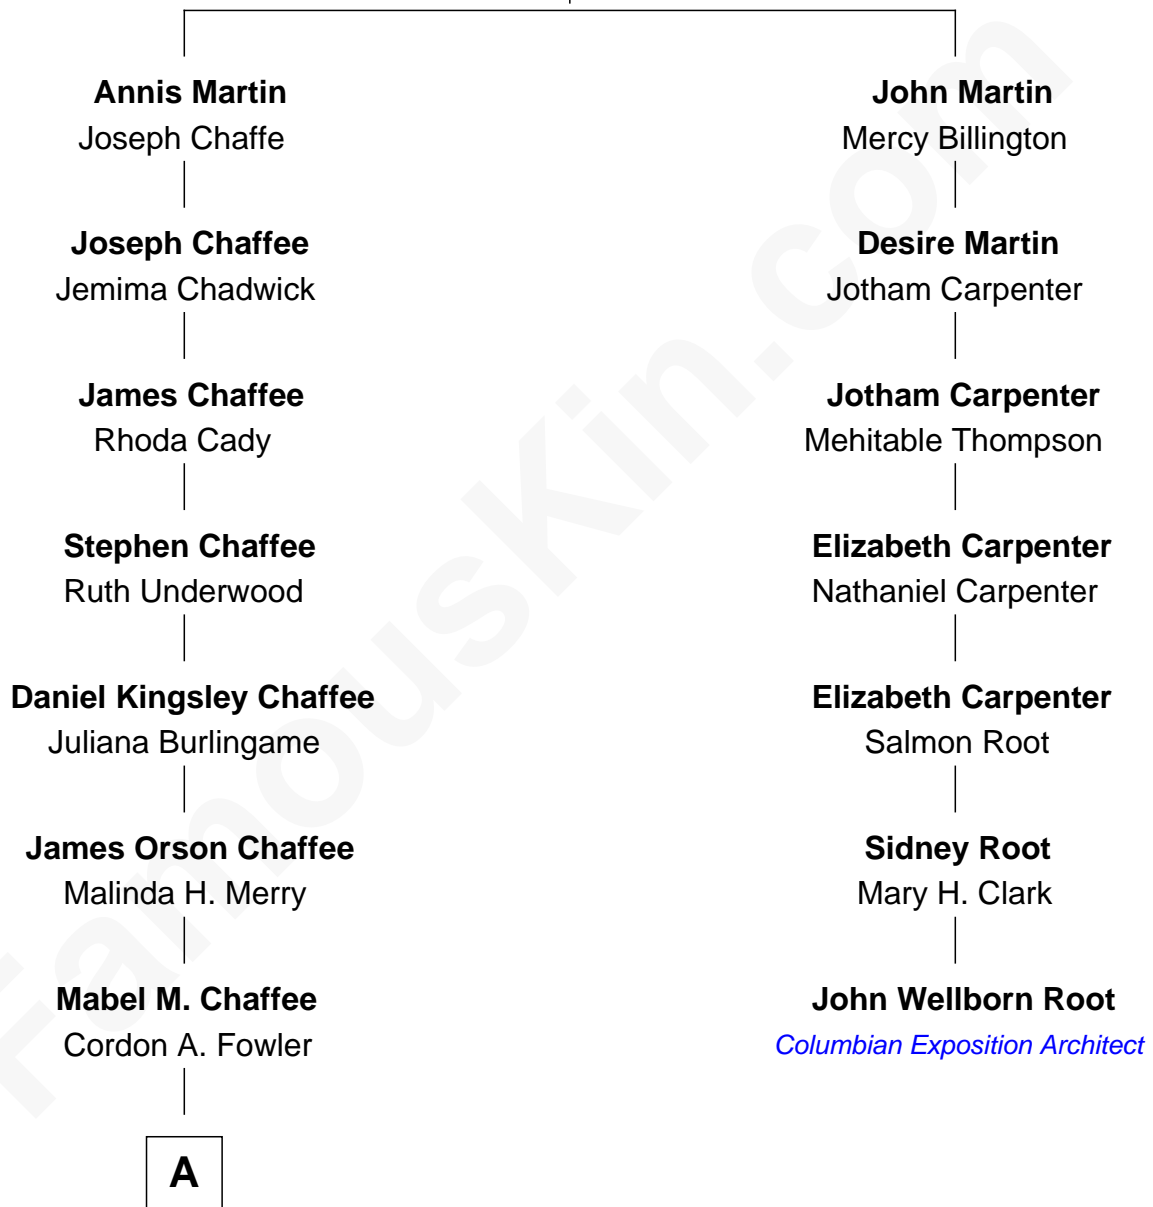 Annis Martin
Joseph Chaffe
Joseph Chaffee
Jemima Chadwick
James Chaffee
Rhoda Cady
Stephen Chaffee
Ruth Underwood
Daniel Kingsley Chaffee
Juliana Burlingame
James Orson Chaffee
Malinda H. Merry
Mabel M. Chaffee
Cordon A. Fowler
A
John Martin
Mercy Billington
Desire Martin
Jotham Carpenter
Jotham Carpenter
Mehitable Thompson
Elizabeth Carpenter
Nathaniel Carpenter
Elizabeth Carpenter
Salmon Root
Sidney Root
Mary H. Clark
John Wellborn Root
Columbian Exposition Architect
FamousKin.com